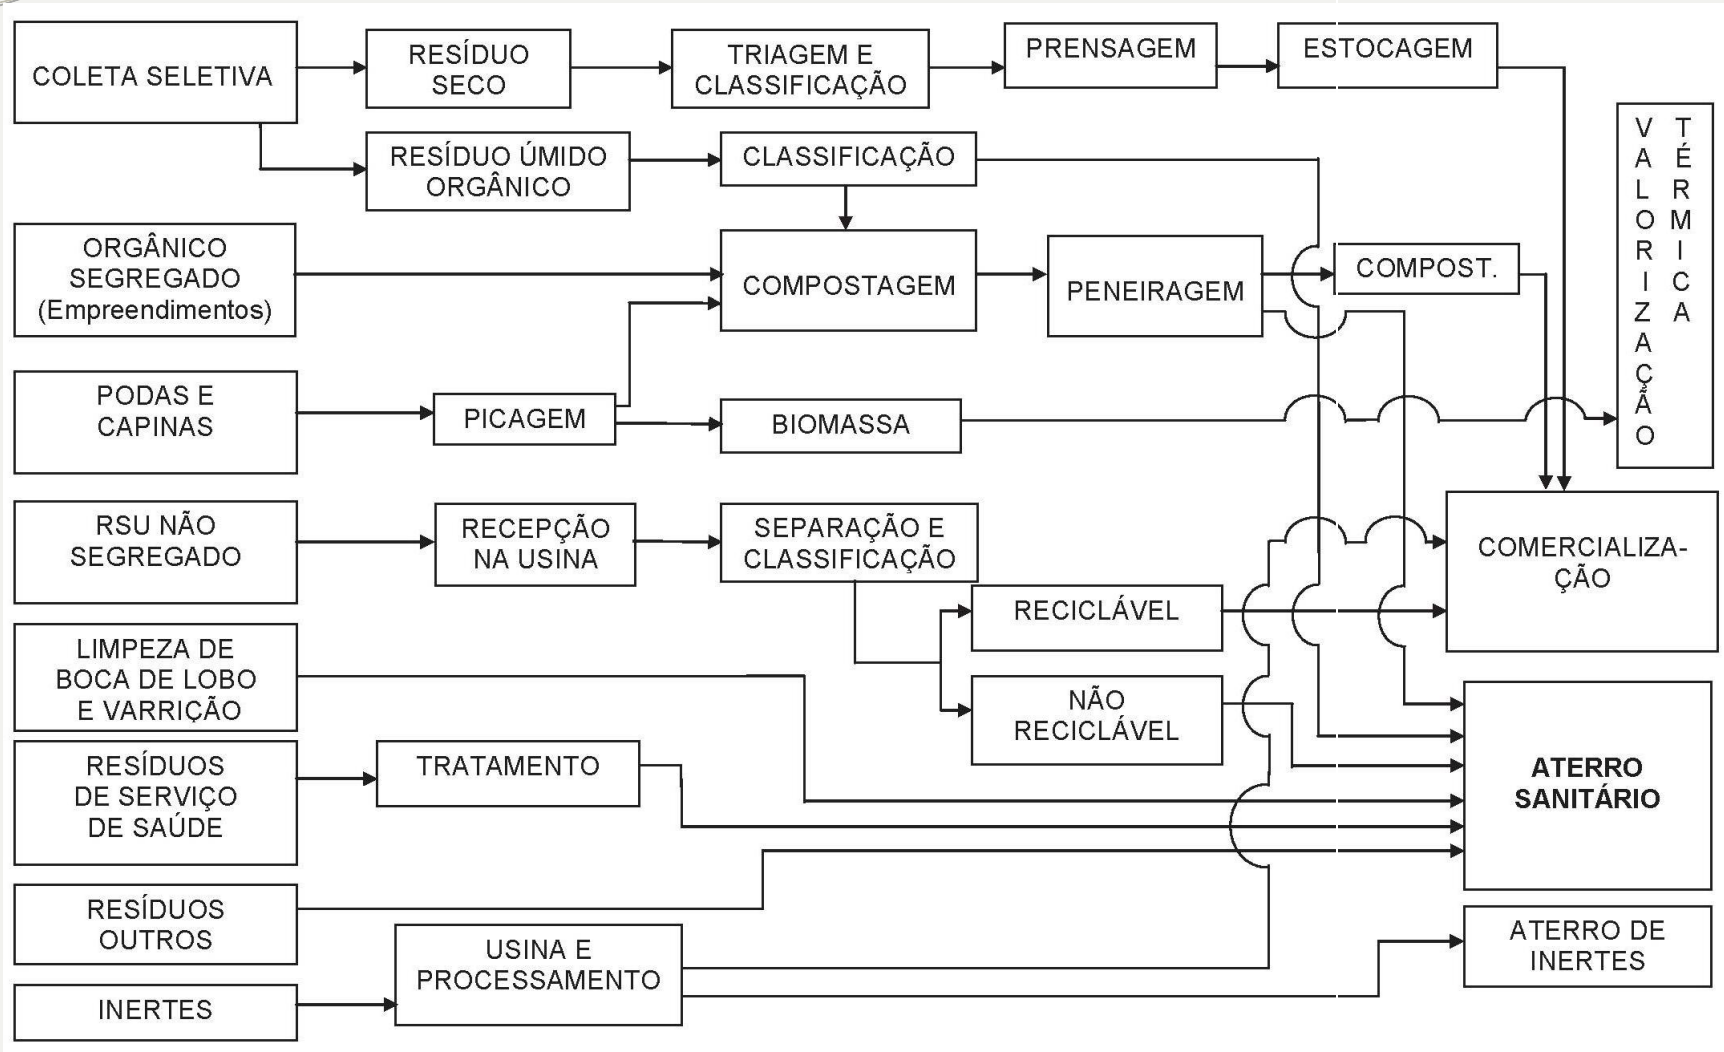 COLETA SELETIVA
RESÍDUO
SECO
TRIAGEM E
CLASSIFICAÇÃO
PRENSAGEM
ESTOCAGEM
RESÍDUO ÚMIDO
ORGÂNICO
CLASSIFICAÇÃO
VALORIZAÇÃO
TÉRMICA
ORGÂNICO
SEGREGADO
(Empreendimentos)
COMPOSTAGEM
PENEIRAGEM
COMPOST.
PODAS E
CAPINAS
PICAGEM
BIOMASSA
RSU NÃO
SEGREGADO
RECEPÇÃO
NA USINA
SEPARAÇÃO E
CLASSIFICAÇÃO
COMERCIALIZA-
ÇÃO
RECICLÁVEL
LIMPEZA DE
BOCA DE LOBO
E VARRIÇÃO
NÃO
RECICLÁVEL
RESÍDUOS
DE SERVIÇO
DE SAÚDE
TRATAMENTO
ATERRO
SANITÁRIO
RESÍDUOS
OUTROS
USINA E
PROCESSAMENTO
ATERRO DE
INERTES
INERTES